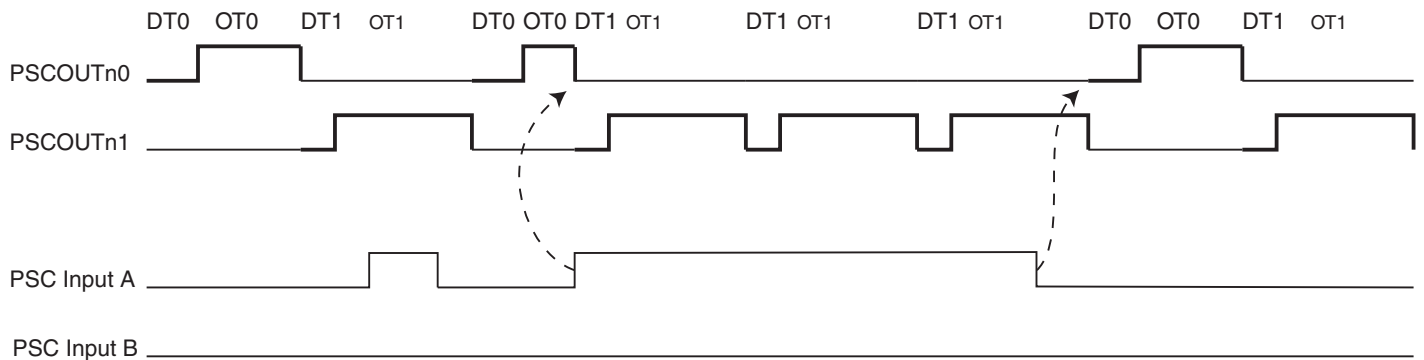 DT0 OT0 DT1 OT1 DT0 OT0 DT1 OT1 DT1 OT1 DT1 OT1 DT0 OT0 DT1 OT1
PSCOUTn0
PSCOUTn1
PSC Input A
PSC Input B